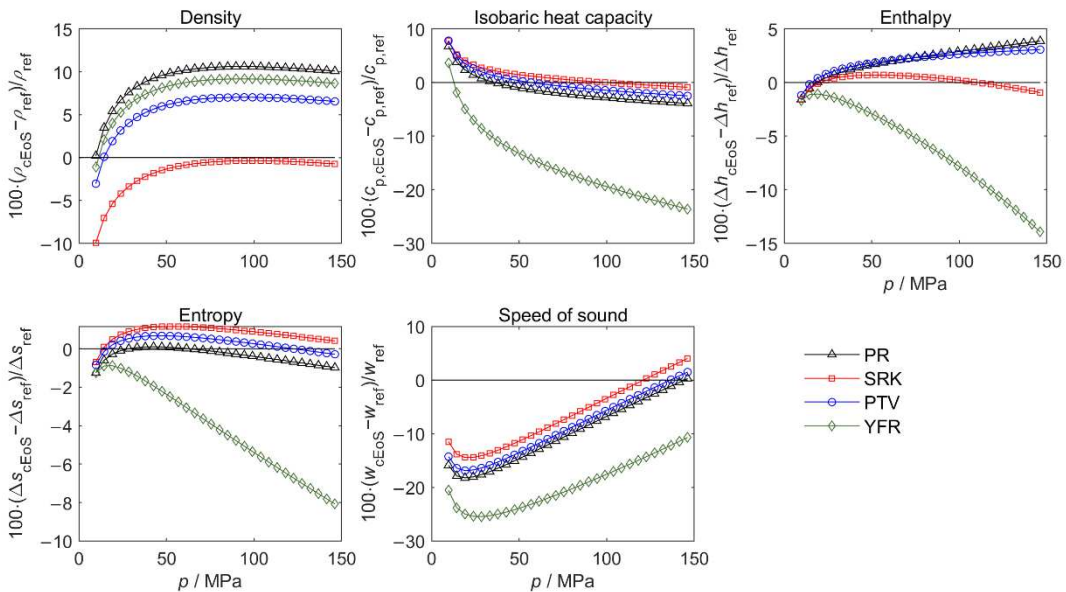 Density
15
10
5
0
−5
−10
0
50
100
150
100·(ρcEoS−ρref)/ρref
Isobaric heat capacity
10
0
−10
−20
−30
0
50
100
150
100·(cp,cEoS−cp,ref)/cp,ref
Enthalpy
5
0
−5
−10
−15
0
50
100
150
p / MPa
100·(ΔhcEoS−Δhref)/Δhref
Entropy
0
−2
−4
−6
−8
−10
0
50
100
150
p / MPa
100·(ΔscEoS−Δsref)/Δsref
Speed of sound
10
0
−10
−20
−30
0
50
100
150
p / MPa
100·(wcEoS−wref)/wref
PR
SRK
PTV
YFR